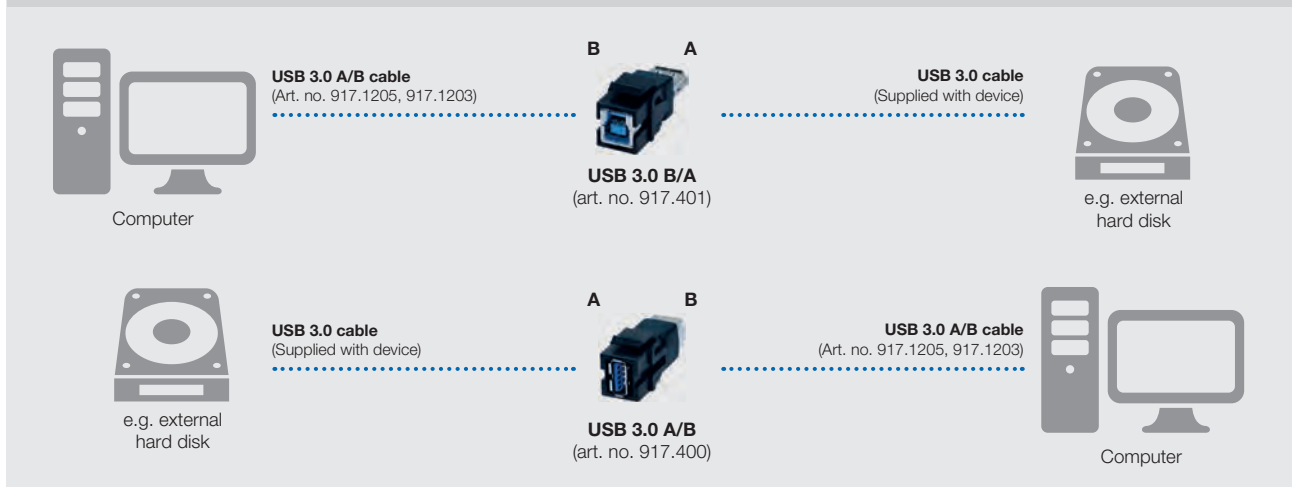 B A
USB 3.0 A/B cable
(Art. no. 917.1205, 917.1203)
USB 3.0 cable
(Supplied with device)
USB 3.0 B/A
(art. no. 917.401)
Computer
e.g. external
hard disk
A B
USB 3.0 cable
(Supplied with device)
USB 3.0 A/B cable
(Art. no. 917.1205, 917.1203)
e.g. external
hard disk
USB 3.0 A/B
(art. no. 917.400)
Computer